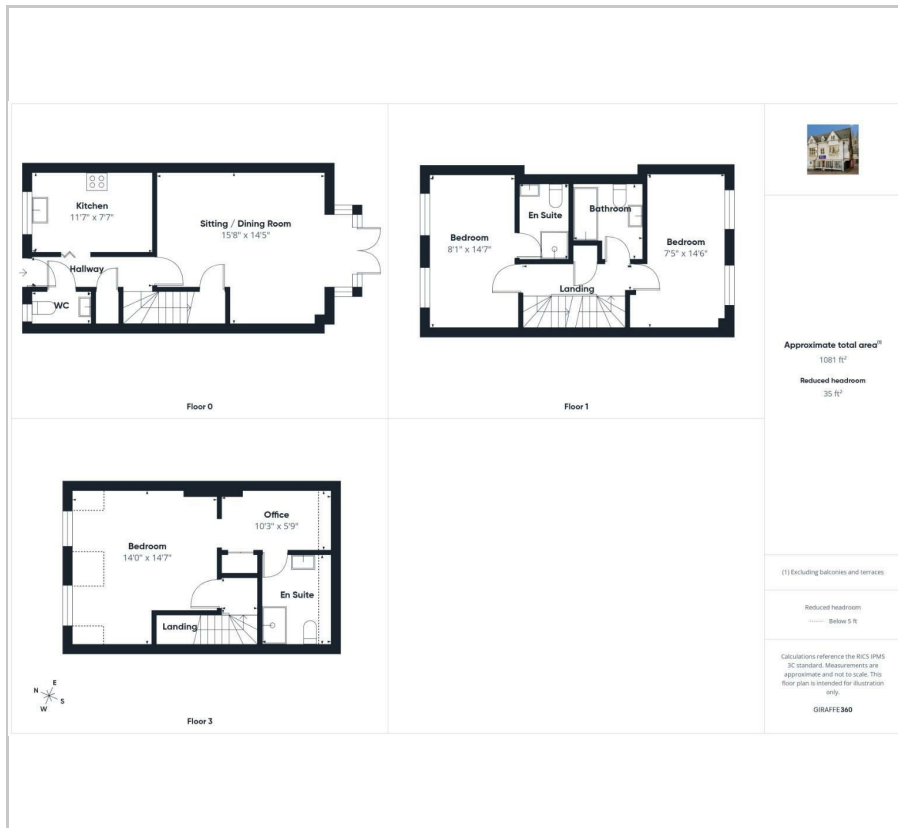 Kitchen
11'7" x 7'7"
Sitting / Dining Room
15'8" x 14'5"
Hallway
WC
Floor 0
Bedroom
8'1" x 14'7"
En Suite
Bathroom
Bedroom
7'5" x 14'6"
Landing
Floor 1
Bedroom
14'0" x 14'7"
Office
10'3" x 5'9"
En Suite
Landing
N
E
S
W
Floor 3
Approximate total area(1)
1081 ft²
Reduced headroom
35 ft²
(1) Excluding balconies and terraces
Reduced headroom
Below 5 ft
Calculations reference the RICS IPMS
3C standard. Measurements are
approximate and not to scale. This
floor plan is intended for illustration
only.
GIRAFFE360